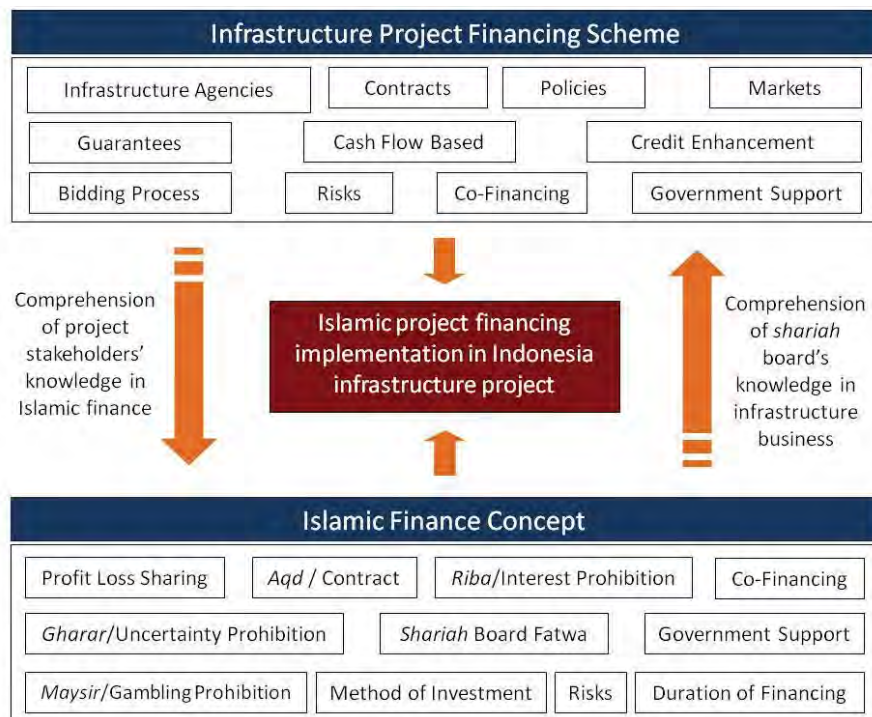 Infrastructure Project Financing Scheme
Infrastructure Agencies
Contracts
Policies
Markets
Guarantees
Cash Flow Based
Credit Enhancement
Bidding Process
Risks
Co-Financing
Government Support
Comprehension
of project
stakeholders'
knowledge in
Islamic finance
Islamic project financing
implementation in Indonesia
infrastructure project
Comprehension
of shariah
board's
knowledge in
infrastructure
business
Islamic Finance Concept
Profit Loss Sharing
Aqd / Contract
Riba/Interest Prohibition
Co-Financing
Gharar/Uncertainty Prohibition
Shariah Board Fatwa
Government Support
Maysir/Gambling Prohibition
Method of Investment
Risks
Duration of Financing